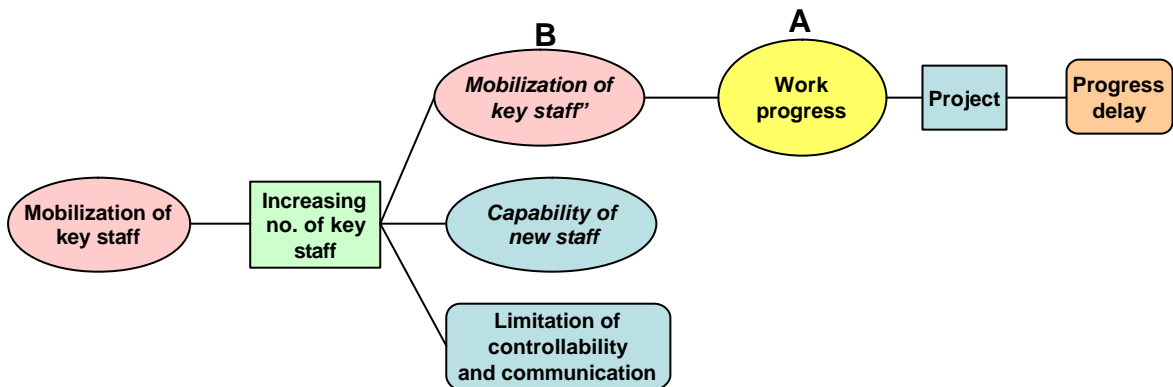 B
A
Mobilization of
key staff”
Work
progress
Project
Progress
delay
Mobilization of
key staff
Increasing
no. of key
staff
Capability of
new staff
Limitation of
controllability
and communication